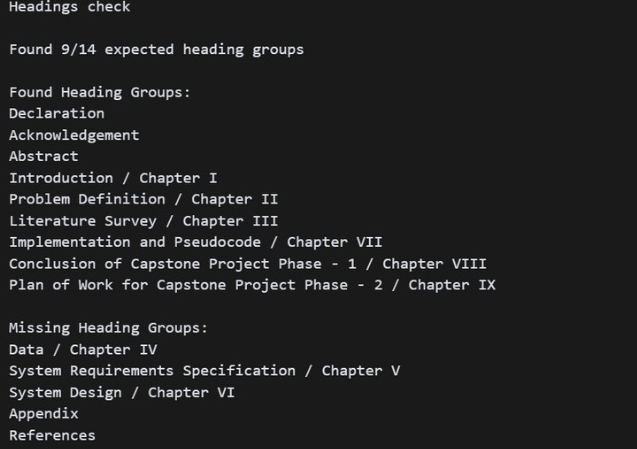 Headings check
Found 9/14 expected heading groups
Found Heading Groups:
Declaration
Acknowledgement
Abstract
Introduction / Chapter I
Problem Definition / Chapter II
Literature Survey / Chapter III
Implementation and Pseudocode / Chapter VII
Conclusion of Capstone Project Phase - 1 / Chapter VIII
Plan of Work for Capstone Project Phase - 2 / Chapter IX
Missing Heading Groups:
Data / Chapter IV
System Requirements Specification / Chapter V
System Design / Chapter VI
Appendix
References